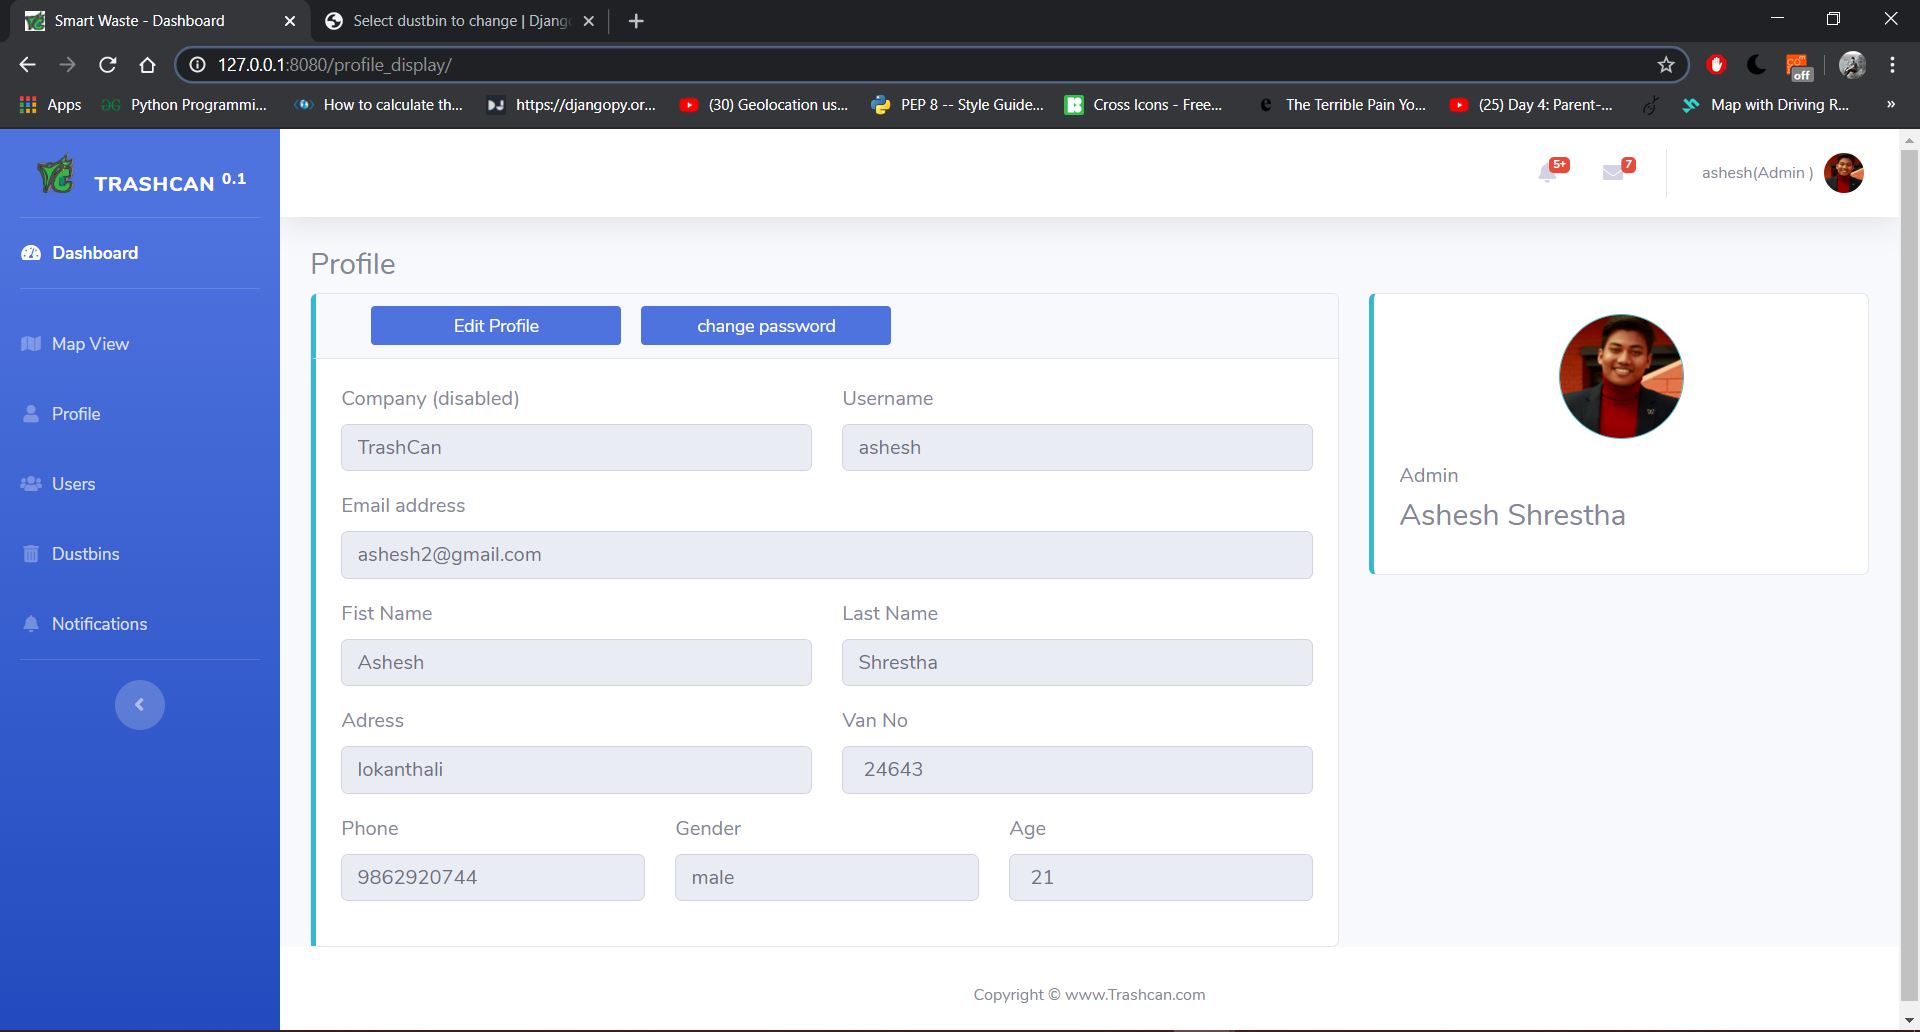 Smart Waste - Dashboard
Select dustbin to change | Djang
127.0.0.1:8080/profile_display/
off
Apps
Python Programmi...
How to calculate th...
https://djangopy.or...
(30) Geolocation us...
PEP 8 -- Style Guide...
Cross Icons - Free...
The Terrible Pain Yo...
(25) Day 4: Parent-...
Map with Driving R...
»
TRASHCAN 0.1
5+
7
ashesh(Admin )
Dashboard
Map View
Profile
Users
Dustbins
Notifications
Profile
Edit Profile
change password
Company (disabled)
Username
TrashCan
ashesh
Email address
ashesh2@gmail.com
Fist Name
Last Name
Ashesh
Shrestha
Adress
Van No
lokanthali
24643
Phone
Gender
Age
9862920744
male
21
Admin
Ashesh Shrestha
Copyright © www.Trashcan.com